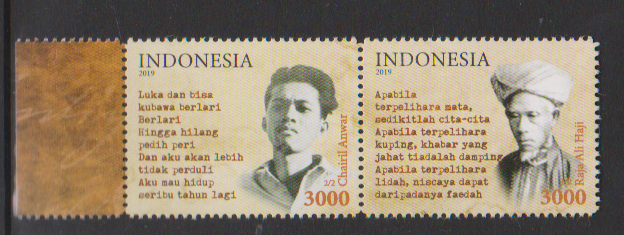 INDONESIA
2019
Luka dan bisa
kubawa berlari
Berlari
Hingga hilang
pedih peri
Dan aku akan lebih
tidak perduli
Aku mau hidup
seribu tahun lagi
2/2
3000
Chairil Anwar
INDONESIA
2019
Apabila
terpelihara mata,
sedikitlah cita-cita
Apabila terpelihara
kuping, khabar yang
jahat tiadalah damping
Apabila terpelihara
lidah, niscaya dapat
daripadanya faedah
3000
Raja Ali Haji